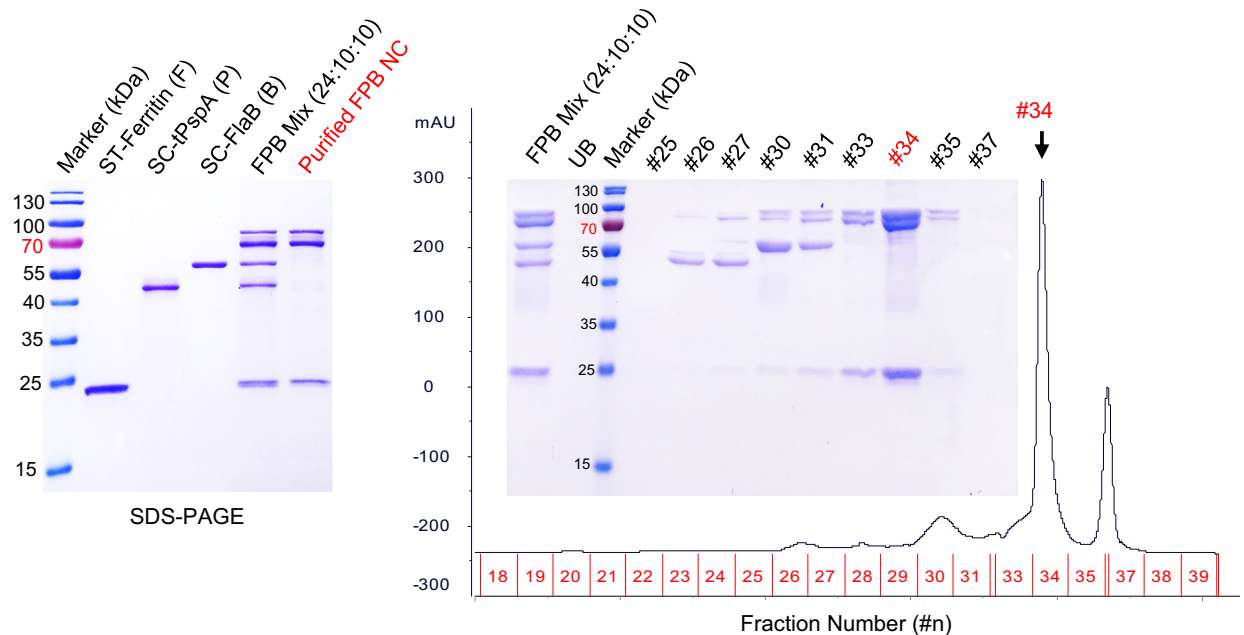 Marker (kDa)
ST-Ferritin (F)
SC-tPspA (P)
SC-FlaB (B)
FPB Mix (24:10:10)
Purified FPB NC
130
100
70
55
40
35
25
15
SDS-PAGE
mAU
300
200
100
0
-100
-200
-300
FPB Mix (24:10:10)
UB
Marker (kDa)
#25
#26
#27
#30
#31
#33
#34
#35
#37
130
100
70
55
40
35
25
15
#34
18 19 20 21 22 23 24 25 26 27 28 29 30 31 33 34 35 37 38 39
Fraction Number (#n)